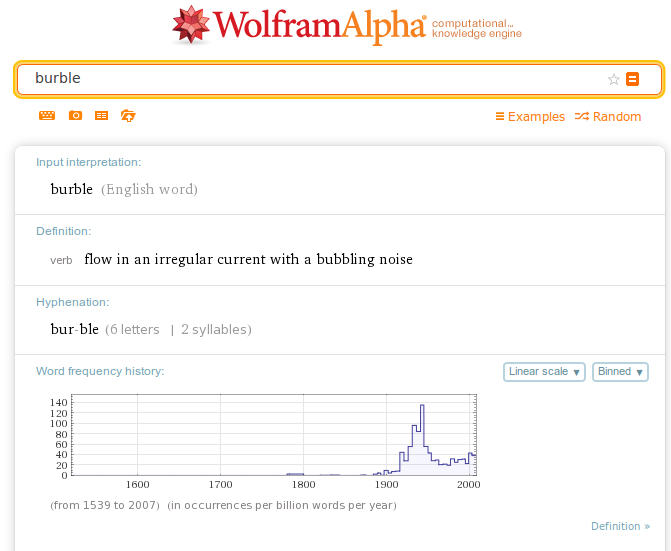 WolframAlpha® computational...
knowledge engine
burble
Examples Random
Input interpretation:
burble (English word)
Definition:
verb flow in an irregular current with a bubbling noise
Hyphenation:
bur-ble (6 letters | 2 syllables)
Word frequency history: Linear scale ▼ Binned ▼
140
120
100
80
60
40
20
0
1600 1700 1800 1900 2000
(from 1539 to 2007) (in occurrences per billion words per year)
Definition »